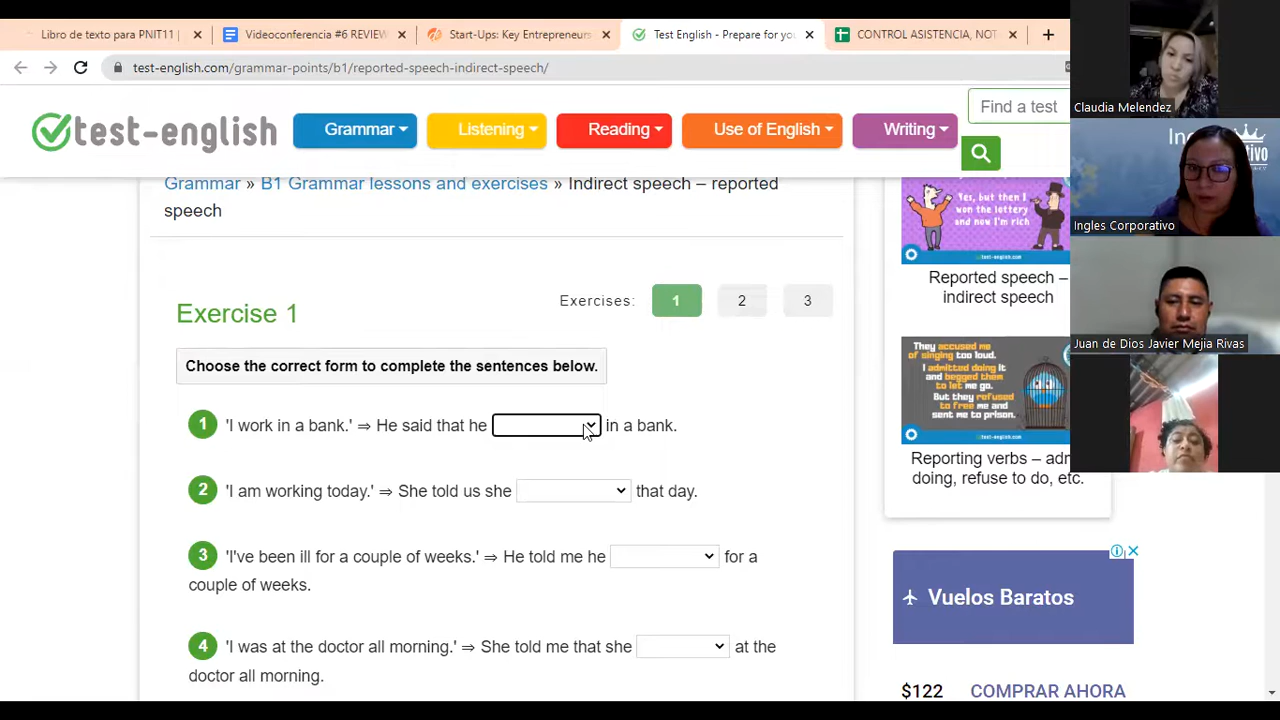 Libro de texto para PNIT11 |
Videoconferencia #6 REVIEW
Start-Ups: Key Entrepreneurs
Test English - Prepare for you
CONTROL ASISTENCIA, NOT
test-english.com/grammar-points/b1/reported-speech-indirect-speech/
test-english
Grammar
Listening
Reading
Use of English
Writing
Find a test
Grammar » B1 Grammar lessons and exercises » Indirect speech – reported
speech
Exercise 1
Exercises: 1 2 3
Choose the correct form to complete the sentences below.
1 'I work in a bank.' ⇒ He said that he in a bank.
2 'I am working today.' ⇒ She told us she that day.
3 'I've been ill for a couple of weeks.' ⇒ He told me he for a
couple of weeks.
4 'I was at the doctor all morning.' ⇒ She told me that she at the
doctor all morning.
Yes, but then I
won the lottery
and now I'm rich
test-english.com
Reported speech –
indirect speech
They accused me
of singing too loud.
I admitted doing it
and begged them
to let me go.
But they refused
to free me and
sent me to prison.
test-english.com
Reporting verbs – adm
doing, refuse to do, etc.
Vuelos Baratos
$122 COMPRAR AHORA
Claudia Melendez
Ingles Corporativo
Juan de Dios Javier Mejia Rivas